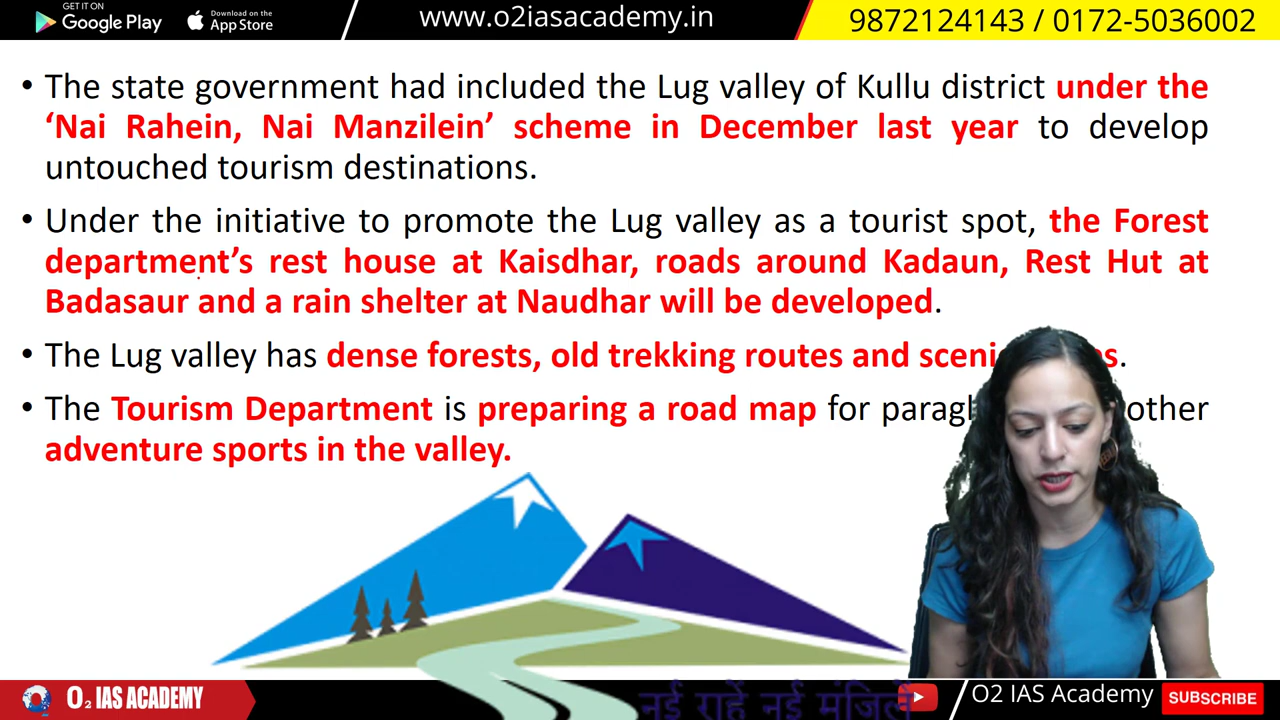 GET IT ON
Google Play
Download on the
App Store
www.o2iasacademy.in
9872124143 / 0172-5036002
• The state government had included the Lug valley of Kullu district under the
‘Nai Rahein, Nai Manzilein’ scheme in December last year to develop
untouched tourism destinations.
• Under the initiative to promote the Lug valley as a tourist spot, the Forest
department’s rest house at Kaisdhar, roads around Kadaun, Rest Hut at
Badasaur and a rain shelter at Naudhar will be developed.
• The Lug valley has dense forests, old trekking routes and
• The Tourism Department is preparing a road map for other
adventure sports in the valley.
नई राहें नई मंजिलें
O2 IAS ACADEMY
O2 IAS Academy
SUBSCRIBE